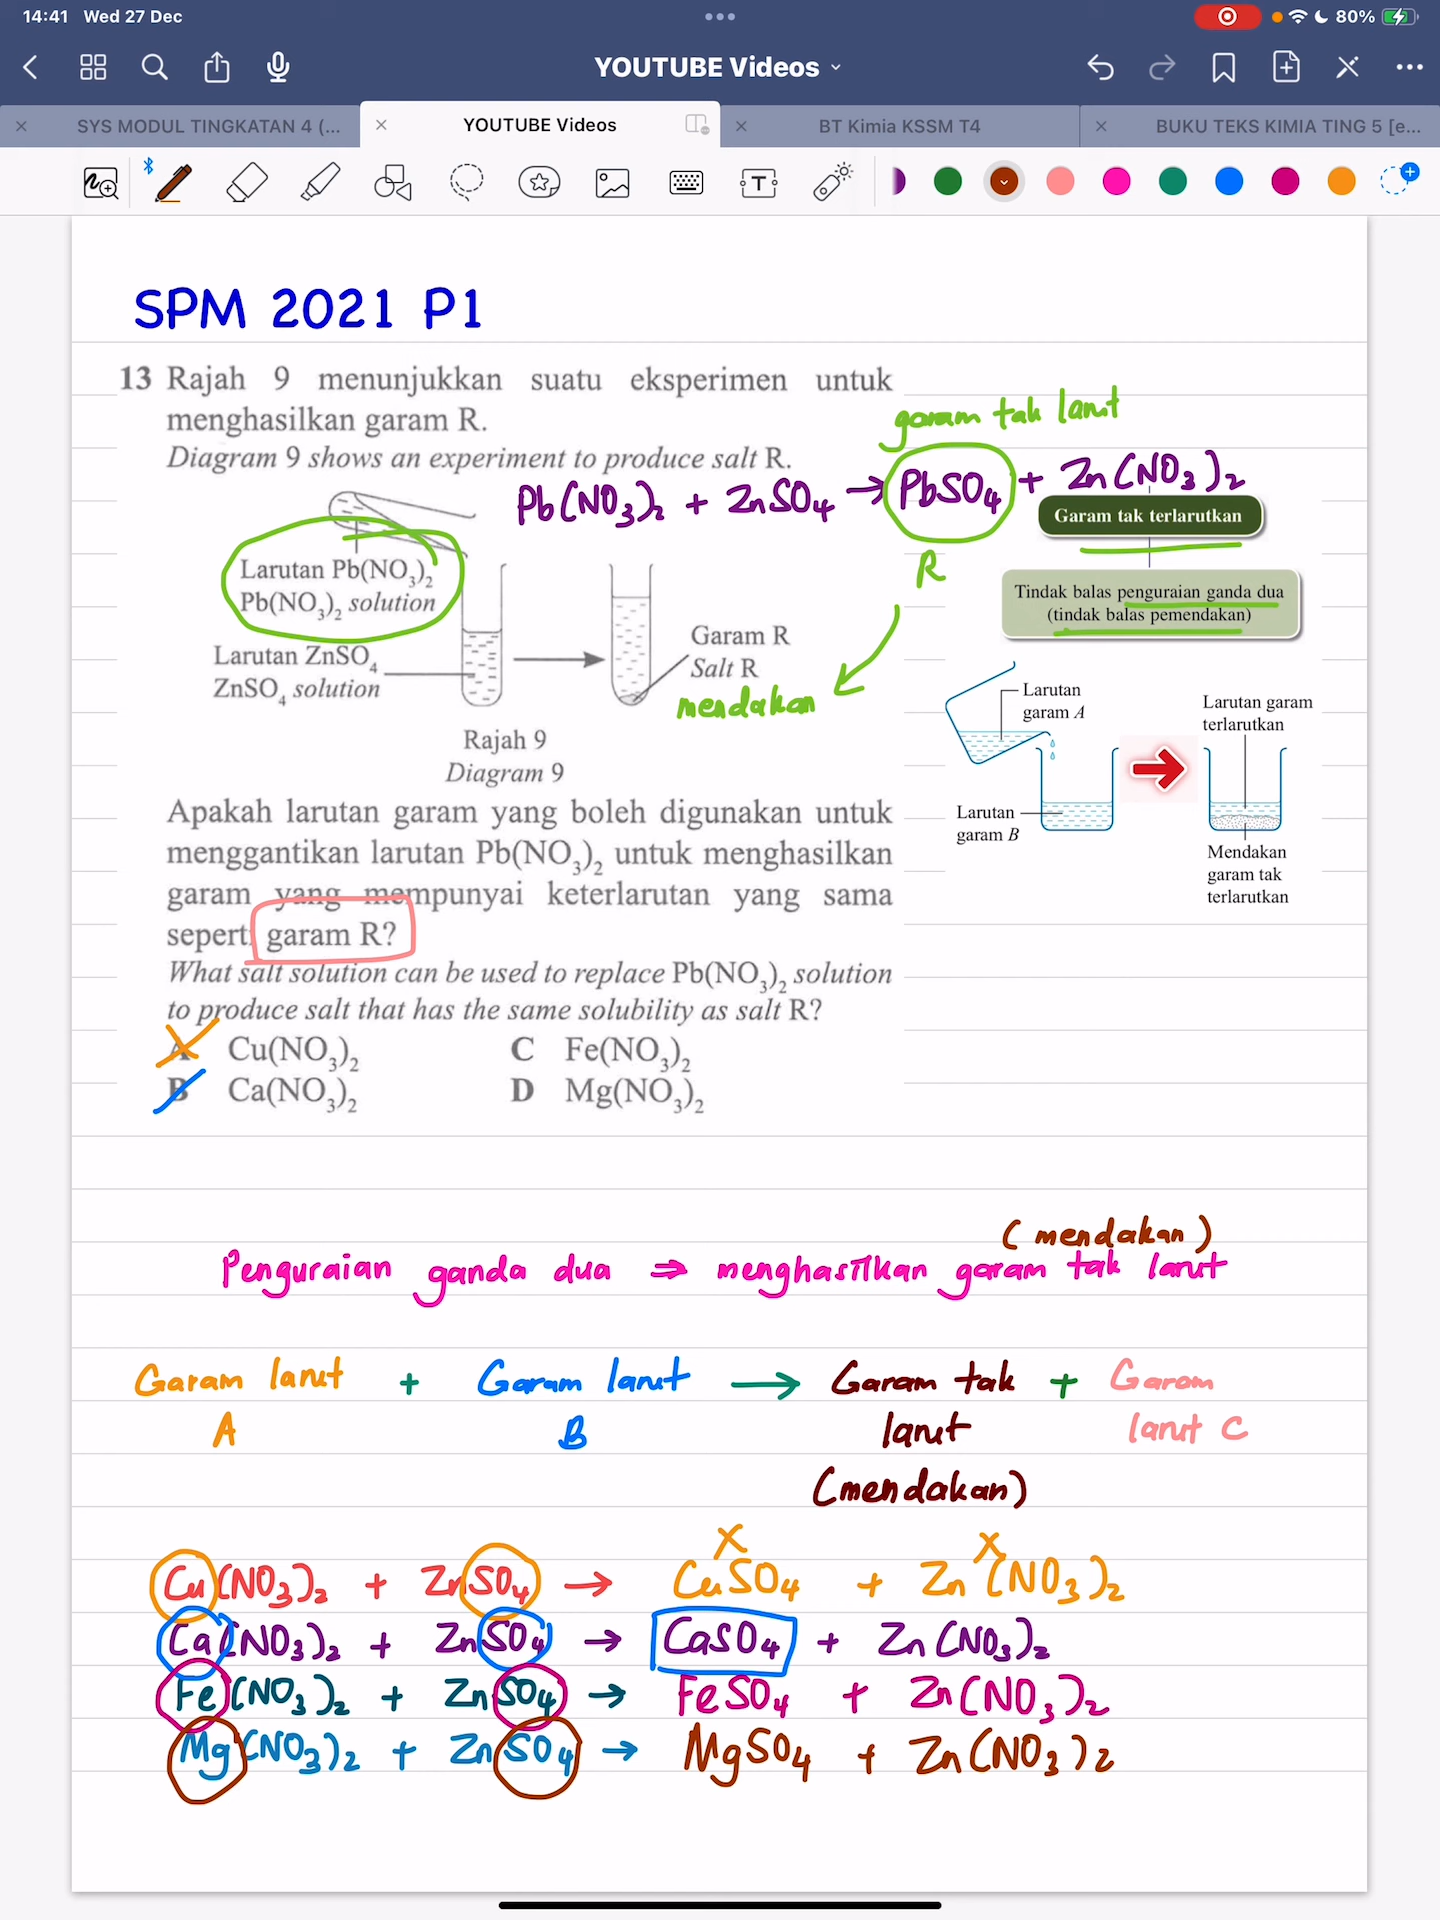 14:41 Wed 27 Dec
80%
YOUTUBE Videos
SYS MODUL TINGKATAN 4 (...
YOUTUBE Videos
BT Kimia KSSM T4
BUKU TEKS KIMIA TING 5 [e...
SPM 2021 P1
13 Rajah 9 menunjukkan suatu eksperimen untuk
menghasilkan garam R.
Diagram 9 shows an experiment to produce salt R.
garam tak larut
Pb(NO₃)₂ + ZnSO₄ → PbSO₄ + Zn(NO₃)₂
R
Garam tak terlarutkan
Tindak balas penguraian ganda dua
(tindak balas pemendakan)
Larutan Pb(NO₃)₂
Pb(NO₃)₂ solution
Larutan ZnSO₄
ZnSO₄ solution
Garam R
Salt R
mendakan
Rajah 9
Diagram 9
Larutan
garam A
Larutan
garam B
Larutan garam
terlarutkan
Mendakan
garam tak
terlarutkan
Apakah larutan garam yang boleh digunakan untuk
menggantikan larutan Pb(NO₃)₂ untuk menghasilkan
garam yang mempunyai keterlarutan yang sama
seperti garam R?
What salt solution can be used to replace Pb(NO₃)₂ solution
to produce salt that has the same solubility as salt R?
A Cu(NO₃)₂ C Fe(NO₃)₂
B Ca(NO₃)₂ D Mg(NO₃)₂
(mendakan)
Penguraian ganda dua ⇒ menghasilkan garam tak larut
Garam larut + Garam larut → Garam tak + Garam
A B larut larut C
(mendakan)
X X
Cu(NO₃)₂ + ZnSO₄ → CuSO₄ + Zn(NO₃)₂
Ca(NO₃)₂ + ZnSO₄ → CaSO₄ + Zn(NO₃)₂
Fe(NO₃)₂ + ZnSO₄ → FeSO₄ + Zn(NO₃)₂
Mg(NO₃)₂ + ZnSO₄ → MgSO₄ + Zn(NO₃)₂